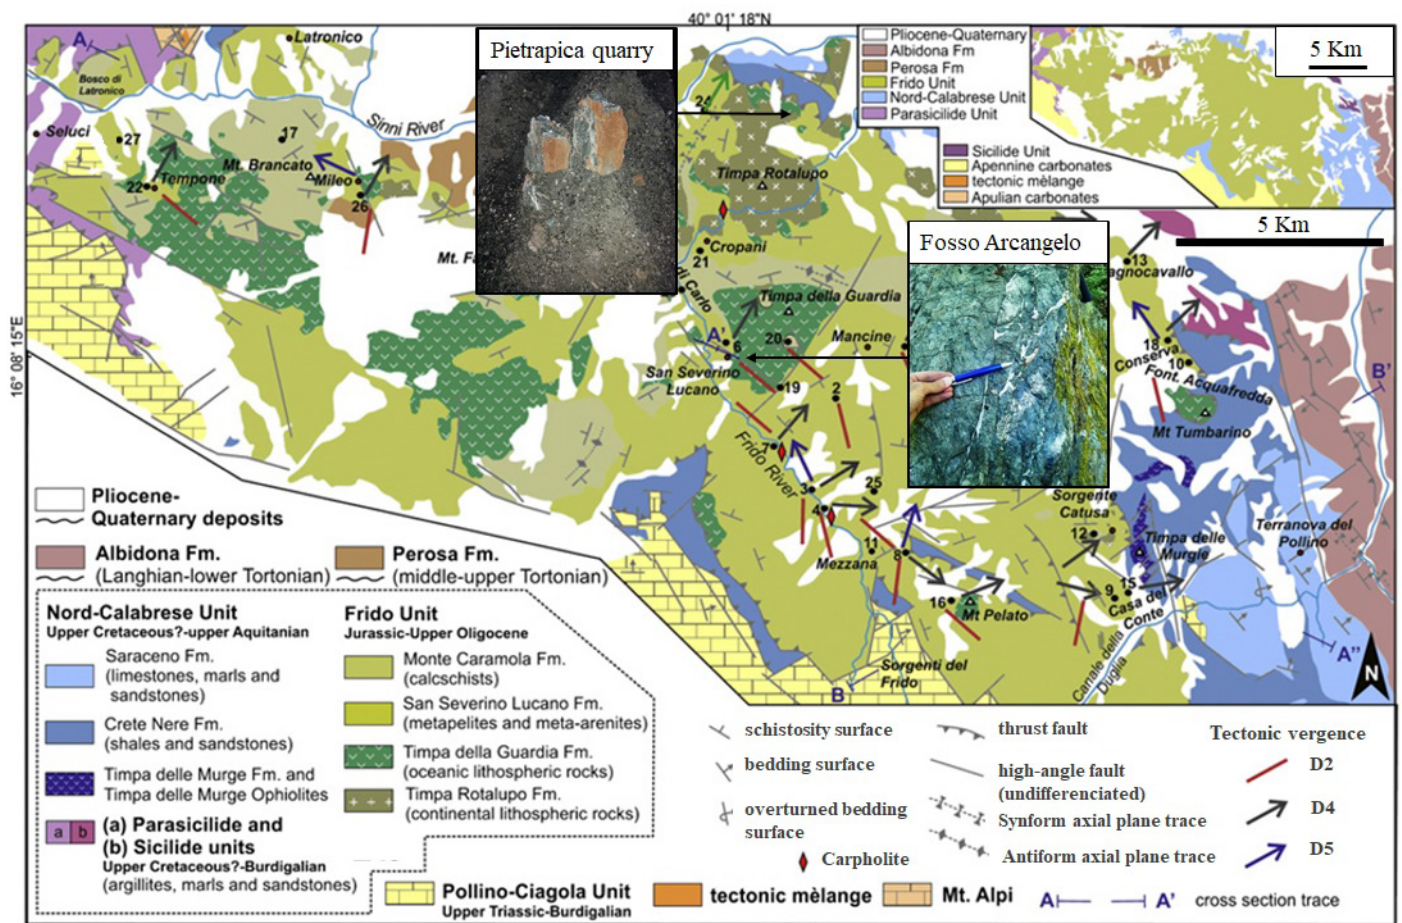 40° 01 18"N
16° 08' 15"E
A
Latronico
Bosco di
Latronico
Seluci
27
17
Sinni River
Mt. Brancato
22
Tempone
Mileo
26
Pietrapica quarry
24
Timpa Rotalupo
Cropani
21
di Carlo
Timpa della Guardia
A'
6
20
Mancine
San Severino
Lucano
19
2
7
Frido River
3
4
25
11
8
Mezzana
16
Mt Pelato
Sorgenti del
Frido
B
Pliocene-Quaternary
Albidona Fm
Perosa Fm
Frido Unit
Nord-Calabrese Unit
Parasicilide Unit
Sicilide Unit
Apennine carbonates
tectonic mèlange
Apulian carbonates
5 Km
5 Km
Fosso Arcangelo
13
agnocavallo
18
Conserva
10
Font. Acquafredda
Mt Tumbarino
B'
Sorgente
Catusa
12
Timpa delle
Murgie
Terranova del
Pollino
9
15
Casa del
Conte
Canale della
Duglia
A"
N
Pliocene-
Quaternary deposits
Albidona Fm.
(Langhian-lower Tortonian)
Perosa Fm.
(middle-upper Tortonian)
Nord-Calabrese Unit
Upper Cretaceous?-upper Aquitanian
Saraceno Fm.
(limestones, marls and
sandstones)
Crete Nere Fm.
(shales and sandstones)
Timpa delle Murge Fm. and
Timpa delle Murge Ophiolites
a b (a) Parasicilide and
(b) Sicilide units
Upper Cretaceous?-Burdigalian
(argillites, marls and sandstones)
Frido Unit
Jurassic-Upper Oligocene
Monte Caramola Fm.
(calcschists)
San Severino Lucano Fm.
(metapelites and meta-arenites)
Timpa della Guardia Fm.
(oceanic lithospheric rocks)
Timpa Rotalupo Fm.
(continental lithospheric rocks)
Pollino-Ciagola Unit
Upper Triassic-Burdigalian
tectonic mèlange
Mt. Alpi
schistosity surface
bedding surface
overturned bedding
surface
Carpholite
thrust fault
high-angle fault
(undifferenciated)
Synform axial plane trace
Antiform axial plane trace
Tectonic vergence
D2
D4
D5
A A' cross section trace